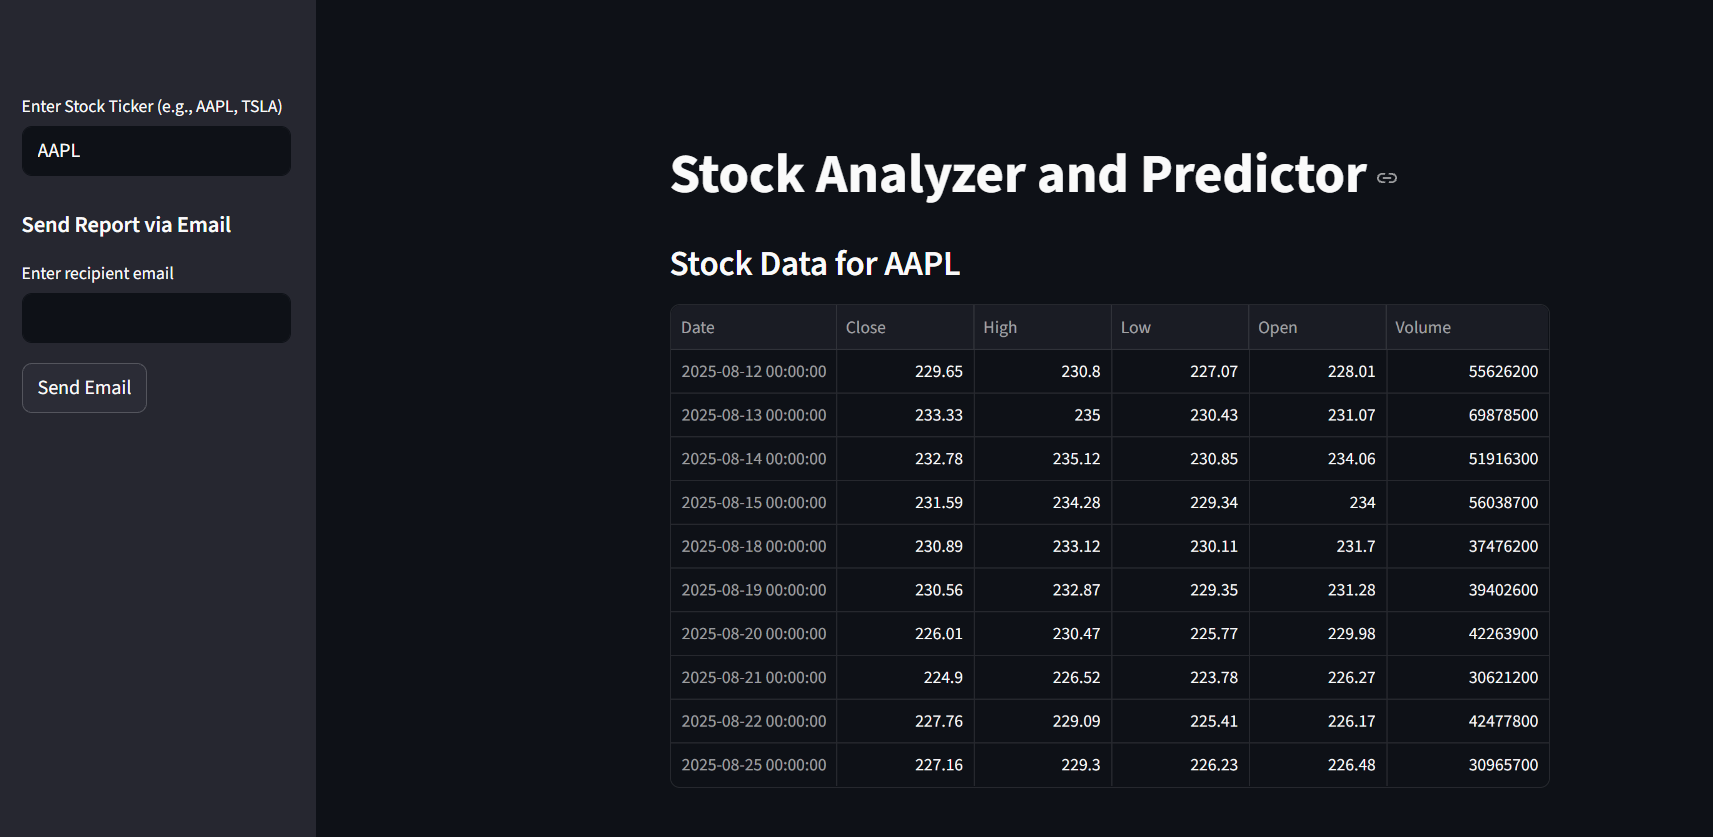 Enter Stock Ticker (e.g., AAPL, TSLA)
AAPL
Send Report via Email
Enter recipient email
Send Email
Stock Analyzer and Predictor
Stock Data for AAPL
Date Close High Low Open Volume
2025-08-12 00:00:00 229.65 230.8 227.07 228.01 55626200
2025-08-13 00:00:00 233.33 235 230.43 231.07 69878500
2025-08-14 00:00:00 232.78 235.12 230.85 234.06 51916300
2025-08-15 00:00:00 231.59 234.28 229.34 234 56038700
2025-08-18 00:00:00 230.89 233.12 230.11 231.7 37476200
2025-08-19 00:00:00 230.56 232.87 229.35 231.28 39402600
2025-08-20 00:00:00 226.01 230.47 225.77 229.98 42263900
2025-08-21 00:00:00 224.9 226.52 223.78 226.27 30621200
2025-08-22 00:00:00 227.76 229.09 225.41 226.17 42477800
2025-08-25 00:00:00 227.16 229.3 226.23 226.48 30965700